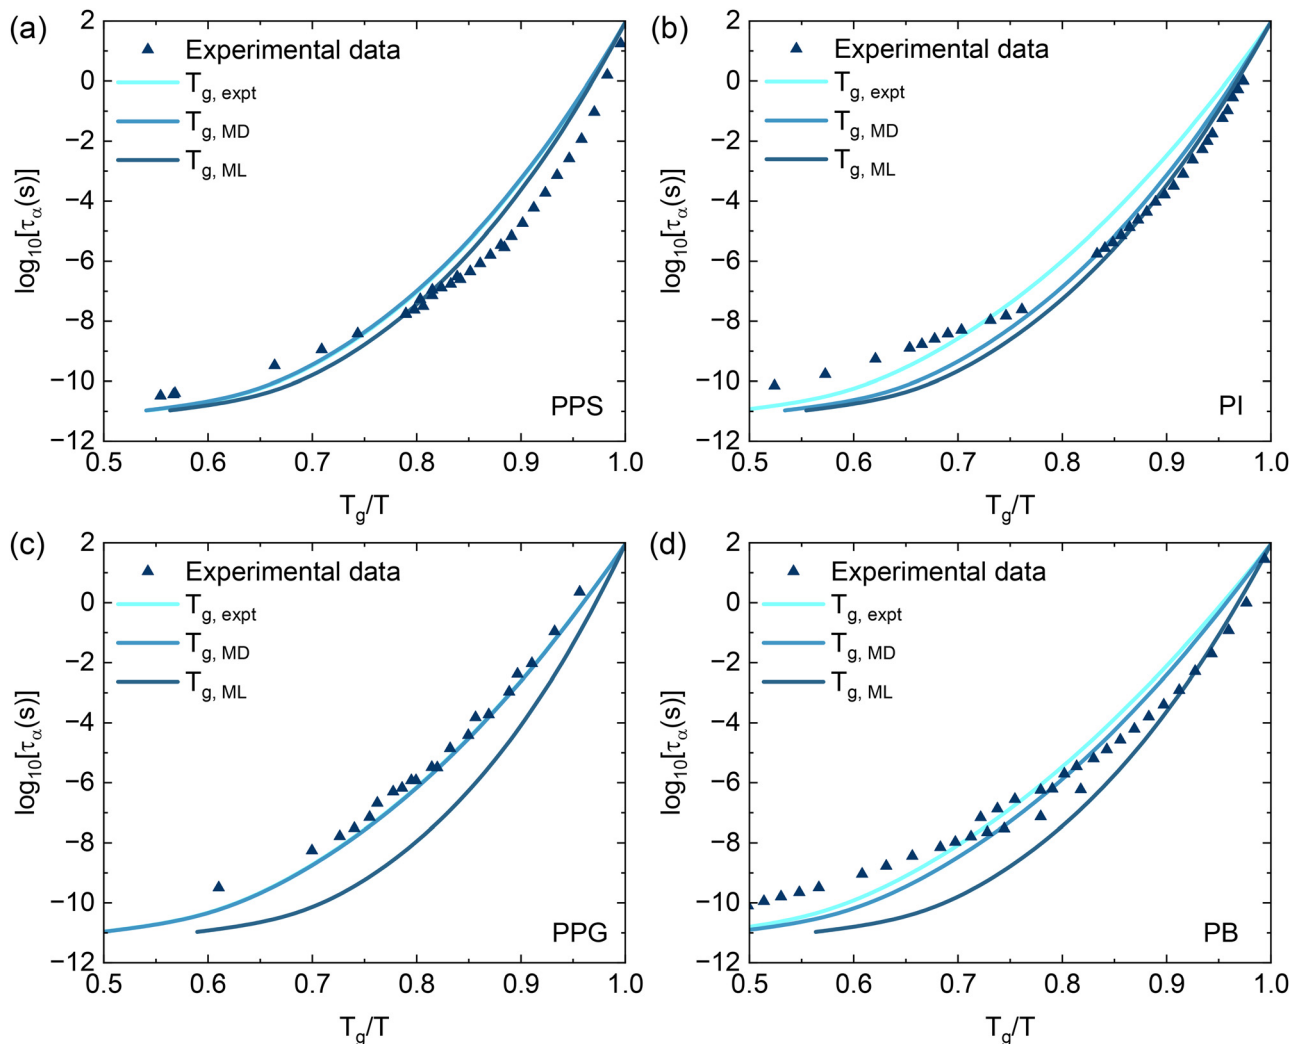 (a)
2
0
−2
−4
−6
−8
−10
−12
log10[τα(s)]
Experimental data
Tg, expt
Tg, MD
Tg, ML
PPS
0.5 0.6 0.7 0.8 0.9 1.0
Tg/T
(b)
2
0
−2
−4
−6
−8
−10
−12
log10[τα(s)]
Experimental data
Tg, expt
Tg, MD
Tg, ML
PI
0.5 0.6 0.7 0.8 0.9 1.0
Tg/T
(c)
2
0
−2
−4
−6
−8
−10
−12
log10[τα(s)]
Experimental data
Tg, expt
Tg, MD
Tg, ML
PPG
0.5 0.6 0.7 0.8 0.9 1.0
Tg/T
(d)
2
0
−2
−4
−6
−8
−10
−12
log10[τα(s)]
Experimental data
Tg, expt
Tg, MD
Tg, ML
PB
0.5 0.6 0.7 0.8 0.9 1.0
Tg/T